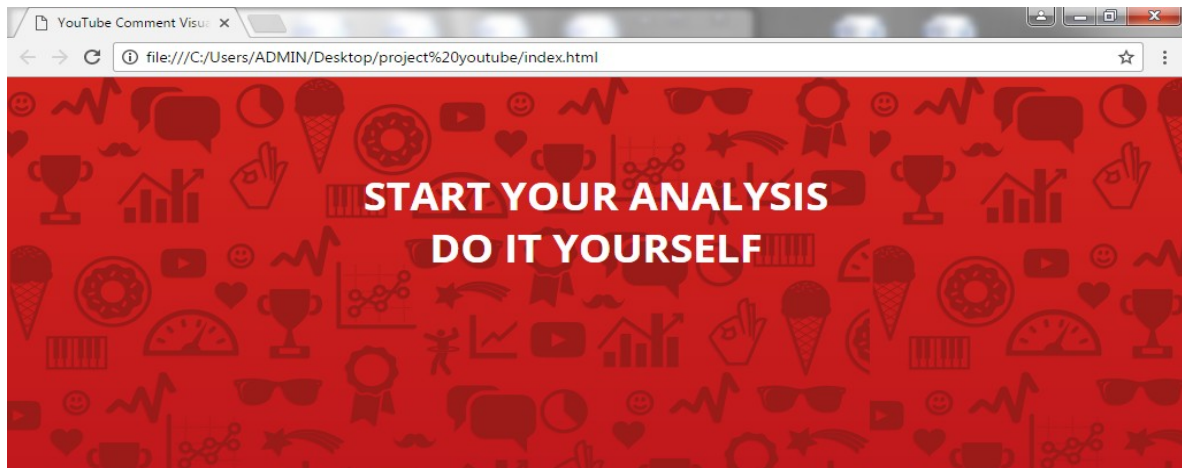 YouTube Comment Visu
file:///C:/Users/ADMIN/Desktop/project%20youtube/index.html
START YOUR ANALYSIS
DO IT YOURSELF